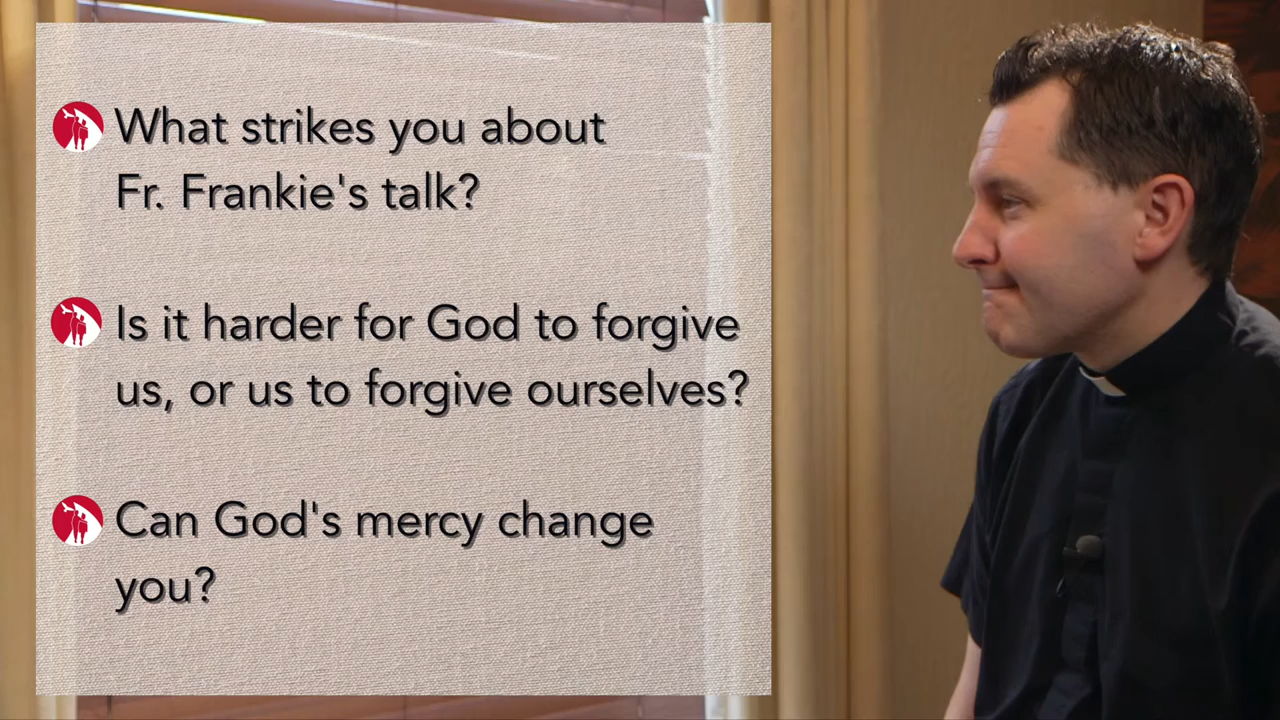 What strikes you about
Fr. Frankie's talk?
Is it harder for God to forgive
us, or us to forgive ourselves?
Can God's mercy change
you?